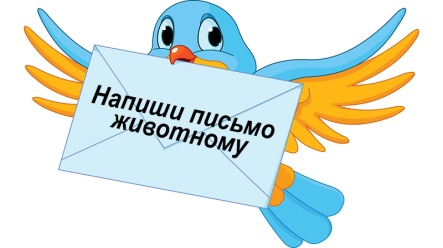 Напиши письмо
животному